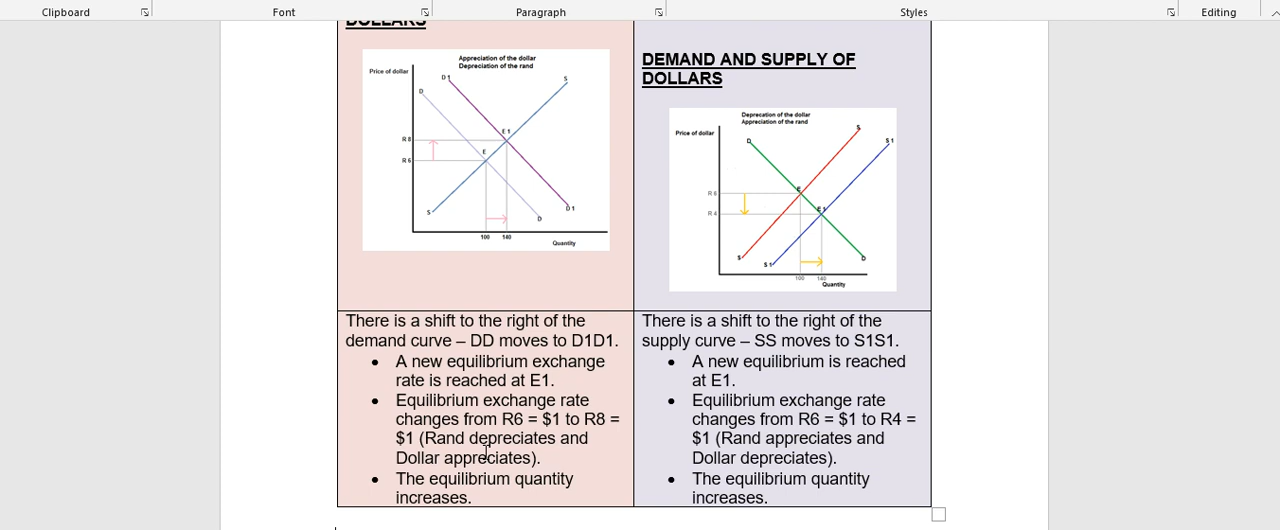 Clipboard
Font
Paragraph
Styles
Editing
DOLLARS
Appreciation of the dollar
Depreciation of the rand
Price of dollar
D 1
S
D
E 1
R 8
E
R 6
S
D
D 1
100
140
Quantity
There is a shift to the right of the
demand curve – DD moves to D1D1.
• A new equilibrium exchange
rate is reached at E1.
• Equilibrium exchange rate
changes from R6 = $1 to R8 =
$1 (Rand depreciates and
Dollar appreciates).
• The equilibrium quantity
increases.
DEMAND AND SUPPLY OF
DOLLARS
Deprecation of the dollar
Appreciation of the rand
Price of dollar
S
D
S 1
E
R 6
E 1
R 4
S
S 1
D
100
140
Quantity
There is a shift to the right of the
supply curve – SS moves to S1S1.
• A new equilibrium is reached
at E1.
• Equilibrium exchange rate
changes from R6 = $1 to R4 =
$1 (Rand appreciates and
Dollar depreciates).
• The equilibrium quantity
increases.